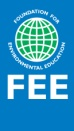 FOUNDATION FOR
ENVIRONMENTAL EDUCATION
FEE